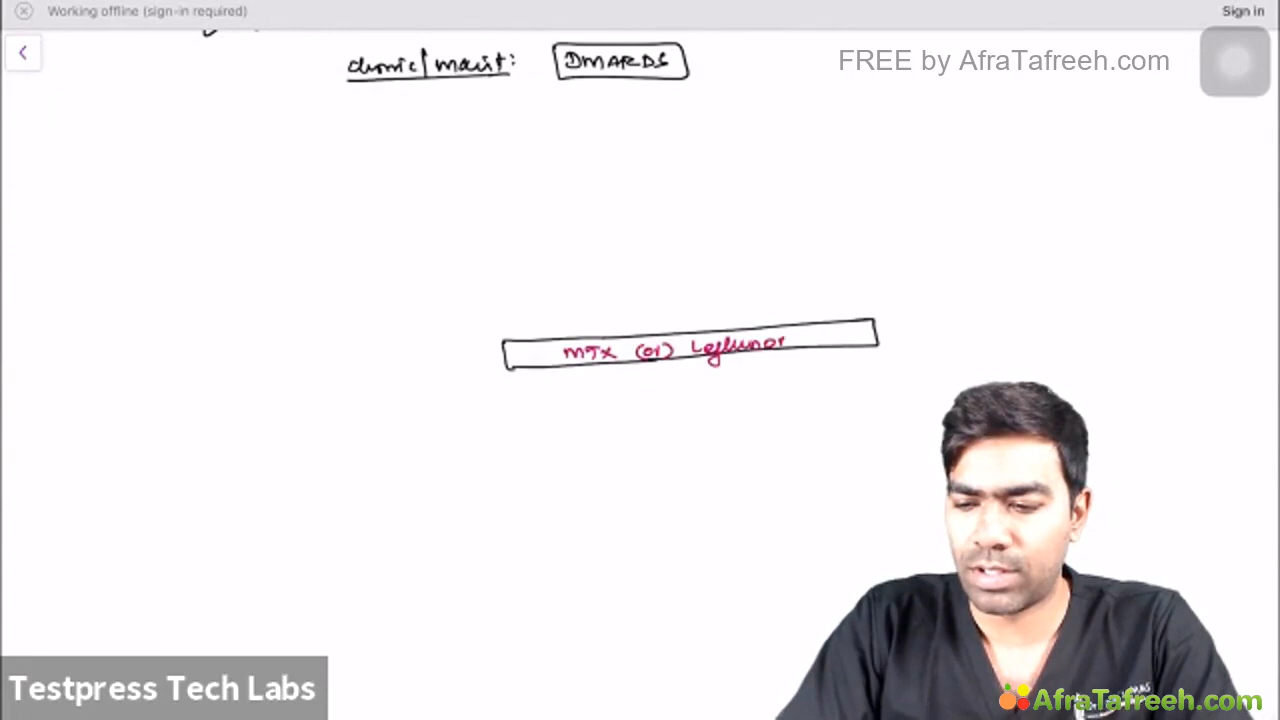 Working offline (sign-in required)
Sign in
chronic/maint: DMARDS
FREE by AfraTafreeh.com
MTX (or) Leflunor
Testpress Tech Labs
AfraTafreeh.com